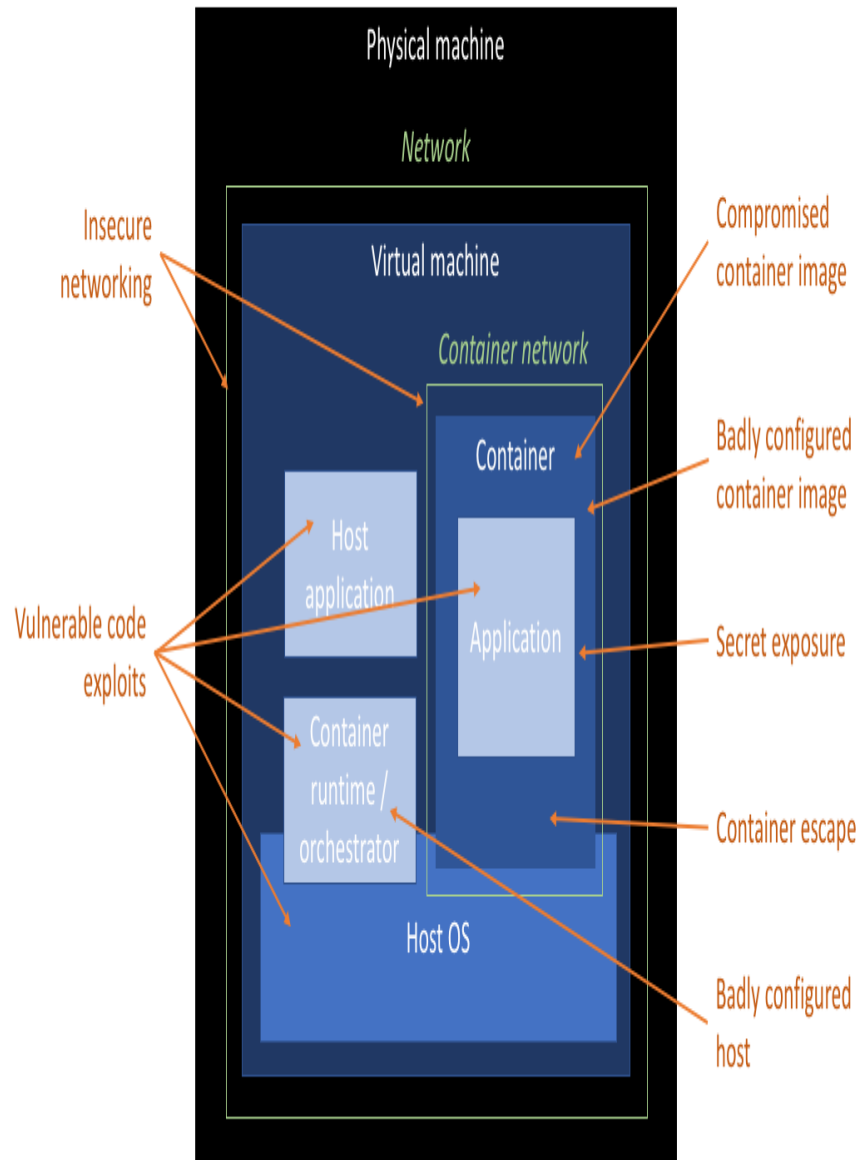 Physical machine
Network
Insecure
networking
Virtual machine
Compromised
container image
Container network
Container
Badly configured
container image
Host
application
Application
Vulnerable code
exploits
Secret exposure
Container
runtime /
orchestrator
Container escape
Host OS
Badly configured
host